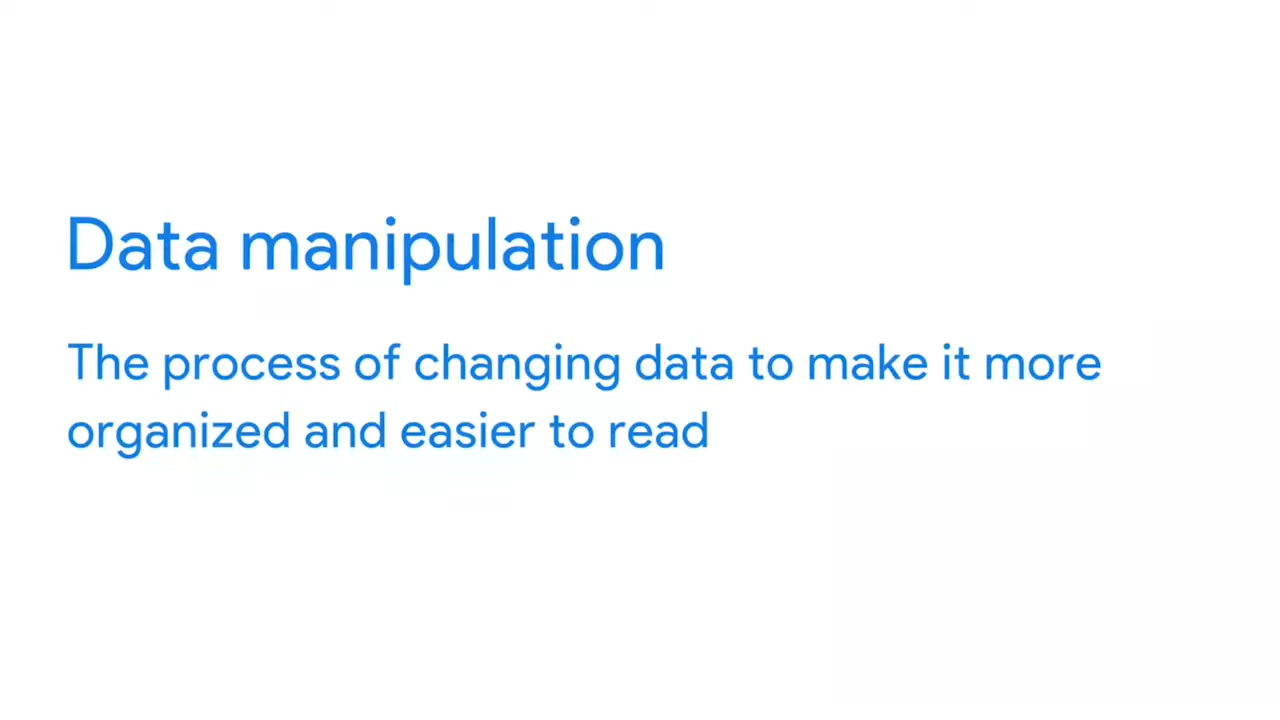 Data manipulation
The process of changing data to make it more
organized and easier to read